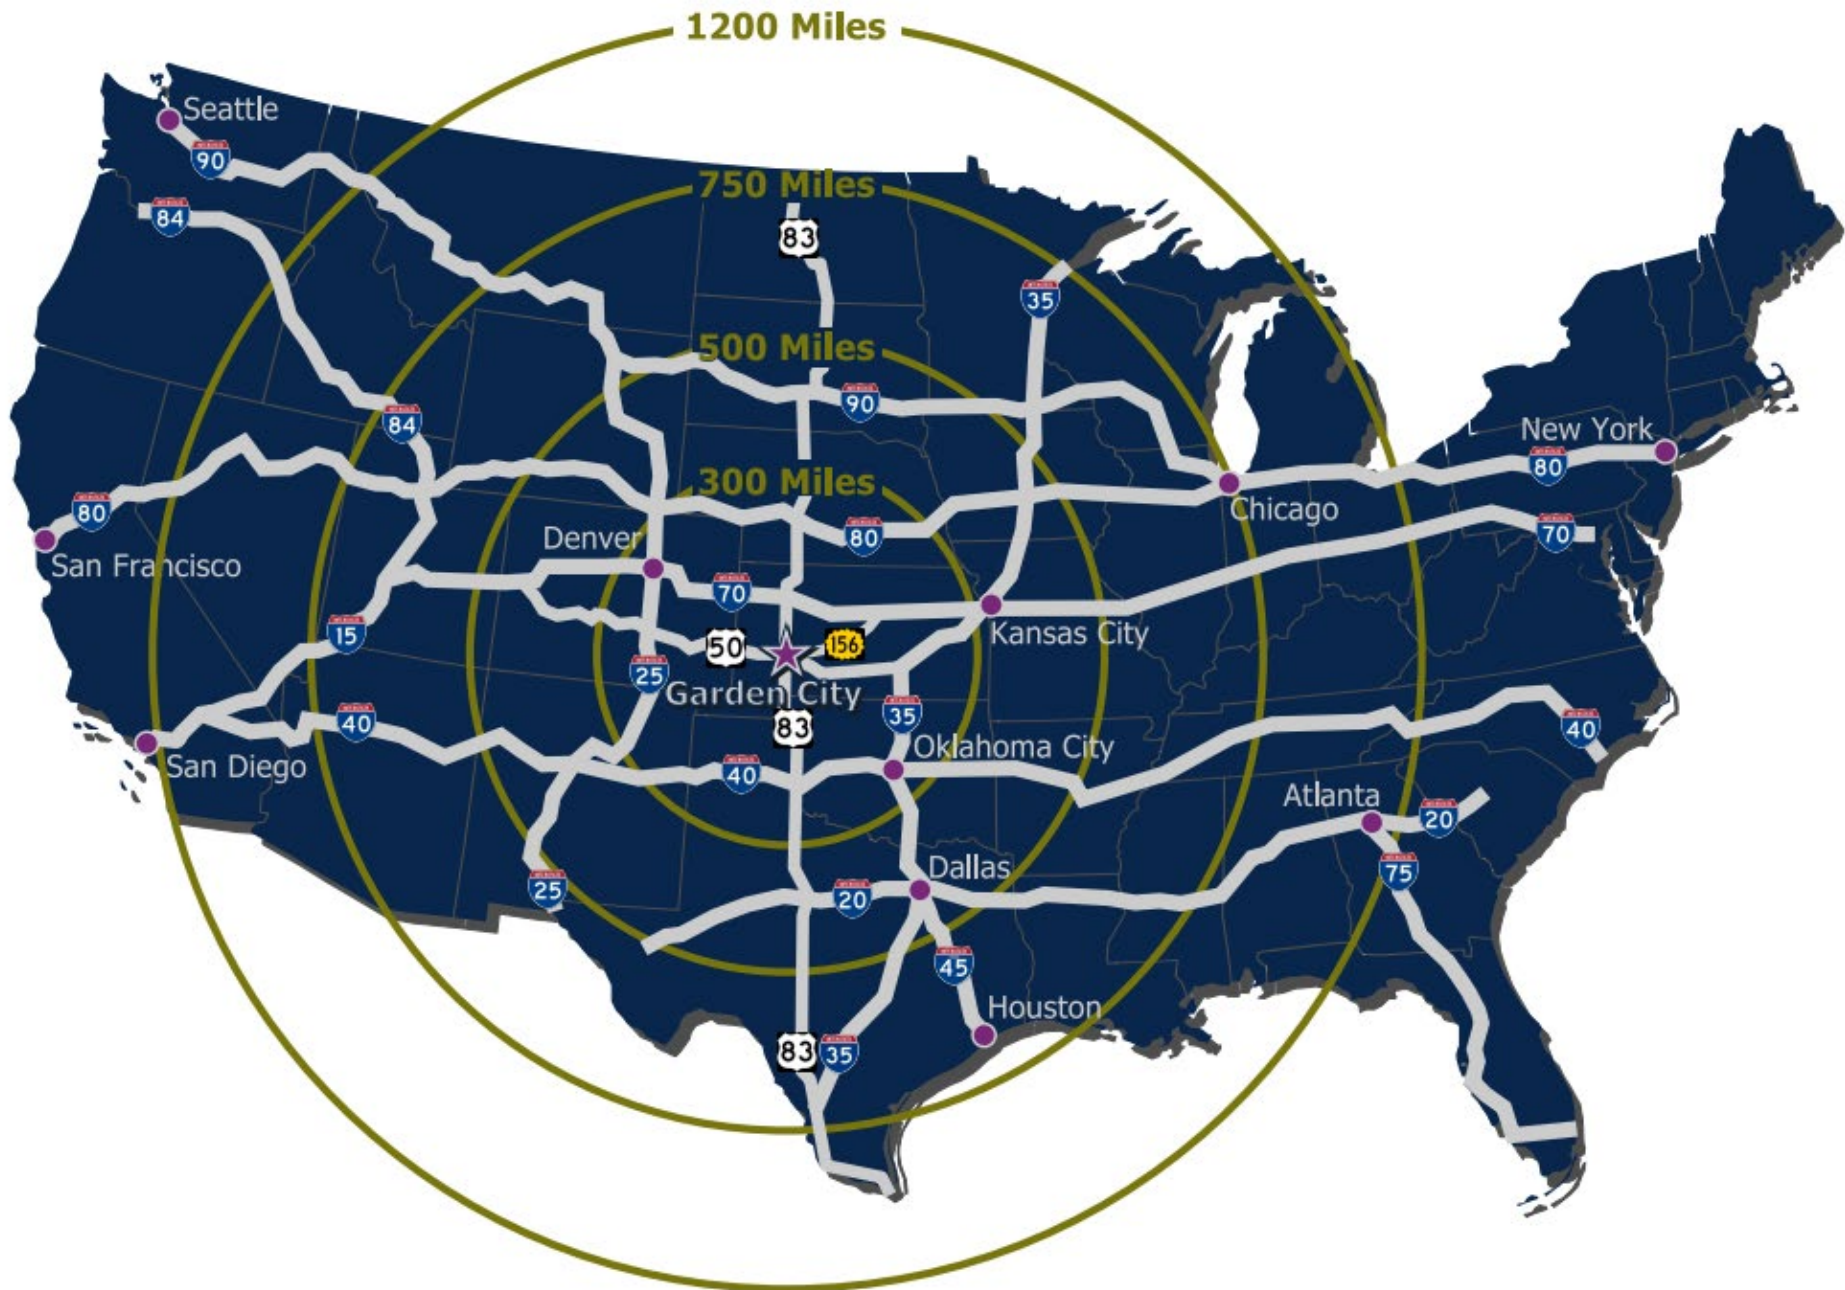 1200 Miles
Seattle
90
750 Miles
84
83
35
500 Miles
90
84
New York
80
300 Miles
Chicago
80
Denver
80
70
San Francisco
70
15
Kansas City
50
156
25
Garden City
35
40
83
40
Oklahoma City
San Diego
40
Atlanta
20
Dallas
75
25
20
45
Houston
83
35